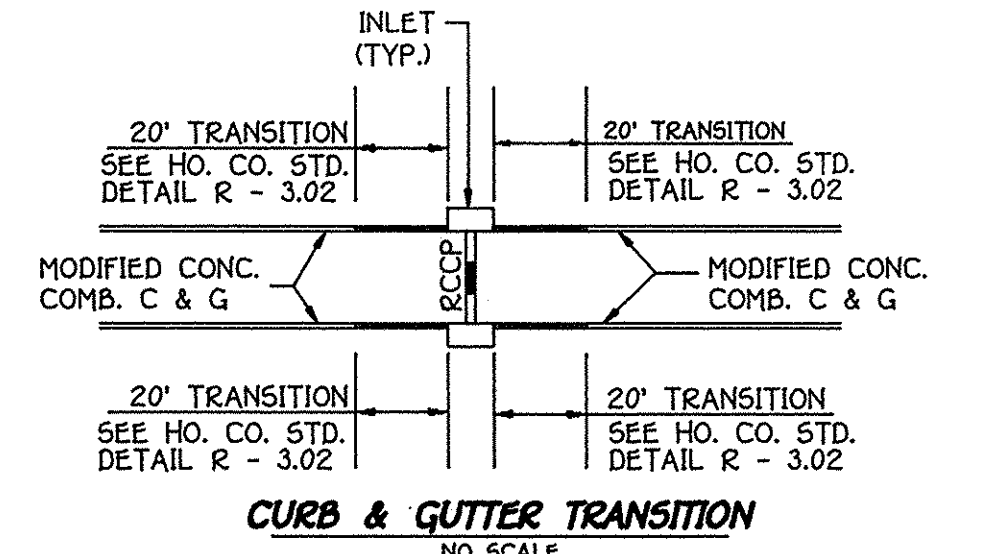 INLET
(TYP.)
20' TRANSITION
SEE HO. CO. STD.
DETAIL R - 3.02
20' TRANSITION
SEE HO. CO. STD.
DETAIL R - 3.02
MODIFIED CONC.
COMB. C & G
RCCP
MODIFIED CONC.
COMB. C & G
20' TRANSITION
SEE HO. CO. STD.
DETAIL R - 3.02
20' TRANSITION
SEE HO. CO. STD.
DETAIL R - 3.02
CURB & GUTTER TRANSITION
NO SCALE